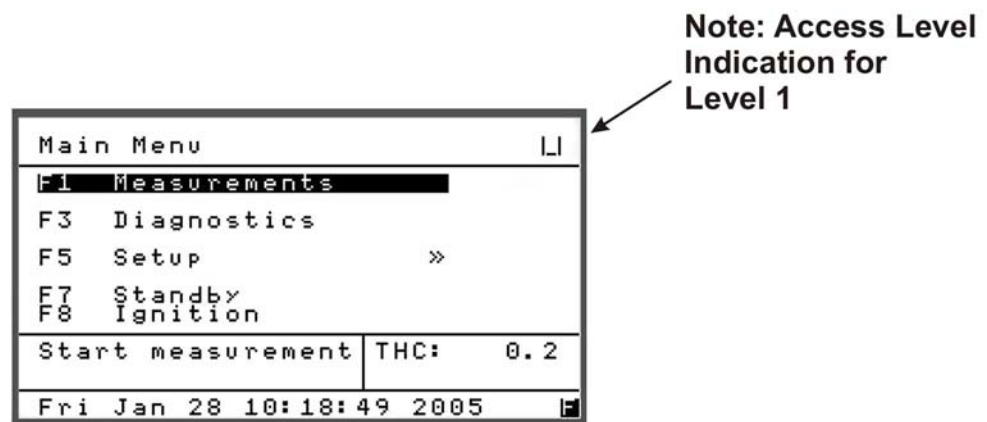 Note: Access Level
Indication for
Level 1
Main Menu |_|
F1 Measurements
F3 Diagnostics
F5 Setup »
F7 Standby
F8 Ignition
Start measurement THC: 0.2
Fri Jan 28 10:18:49 2005 F